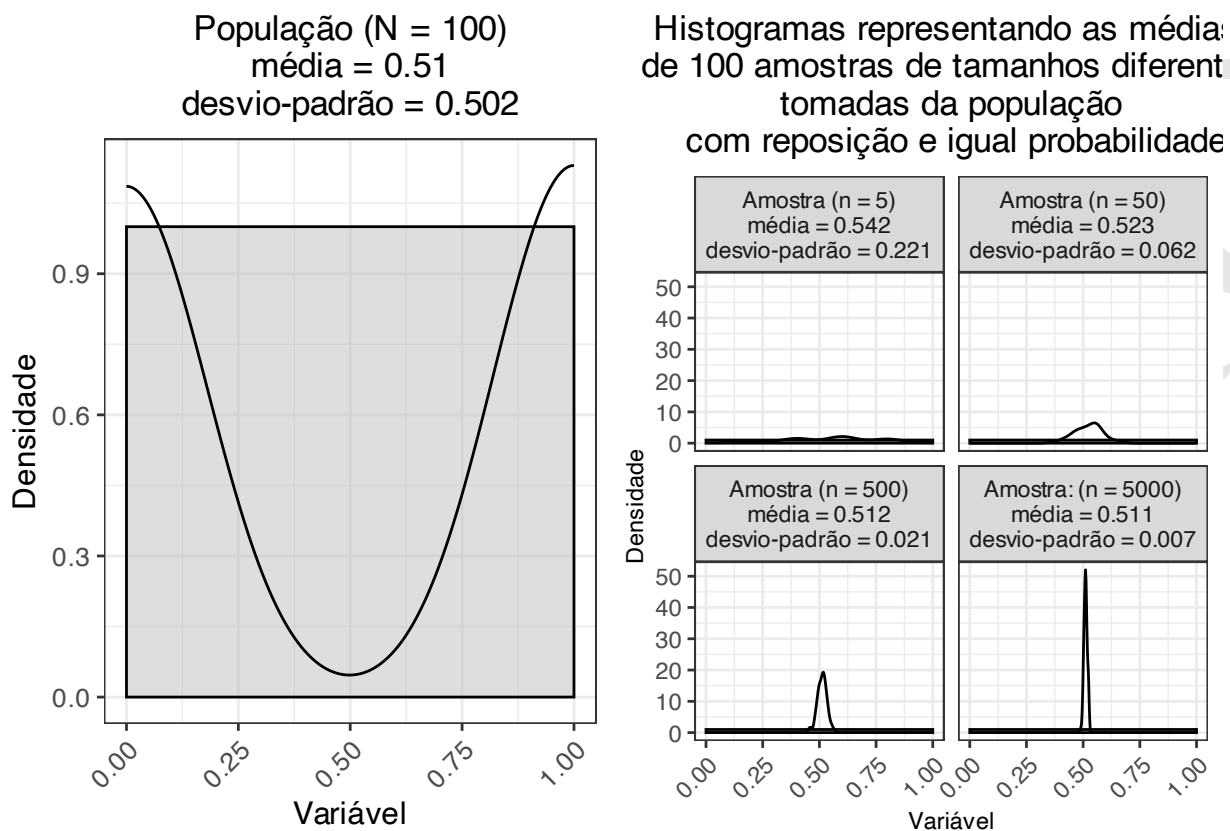 População (N = 100)
média = 0.51
desvio-padrão = 0.502
Densidade
0.9
0.6
0.3
0.0
0.00
0.25
0.50
0.75
1.00
Variável
Histogramas representando as médias
de 100 amostras de tamanhos diferent
tomadas da população
com reposição e igual probabilidade
Amostra (n = 5)
média = 0.542
desvio-padrão = 0.221
Amostra (n = 50)
média = 0.523
desvio-padrão = 0.062
50
40
30
20
10
0
Densidade
Amostra (n = 500)
média = 0.512
desvio-padrão = 0.021
Amostra: (n = 5000)
média = 0.511
desvio-padrão = 0.007
50
40
30
20
10
0
0.00
0.25
0.50
0.75
1.00
0.00
0.25
0.50
0.75
1.00
Variável